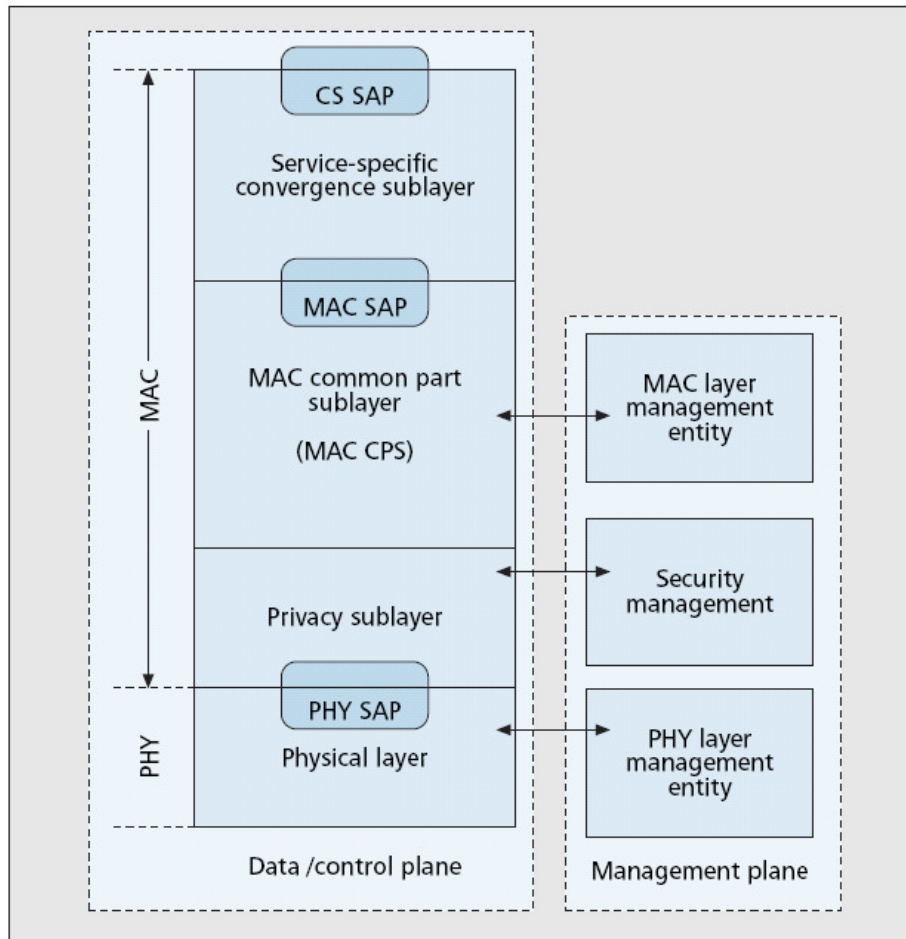 CS SAP
Service-specific
convergence sublayer
MAC SAP
MAC common part
sublayer
(MAC CPS)
Privacy sublayer
PHY SAP
Physical layer
MAC
PHY
Data /control plane
MAC layer
management
entity
Security
management
PHY layer
management
entity
Management plane